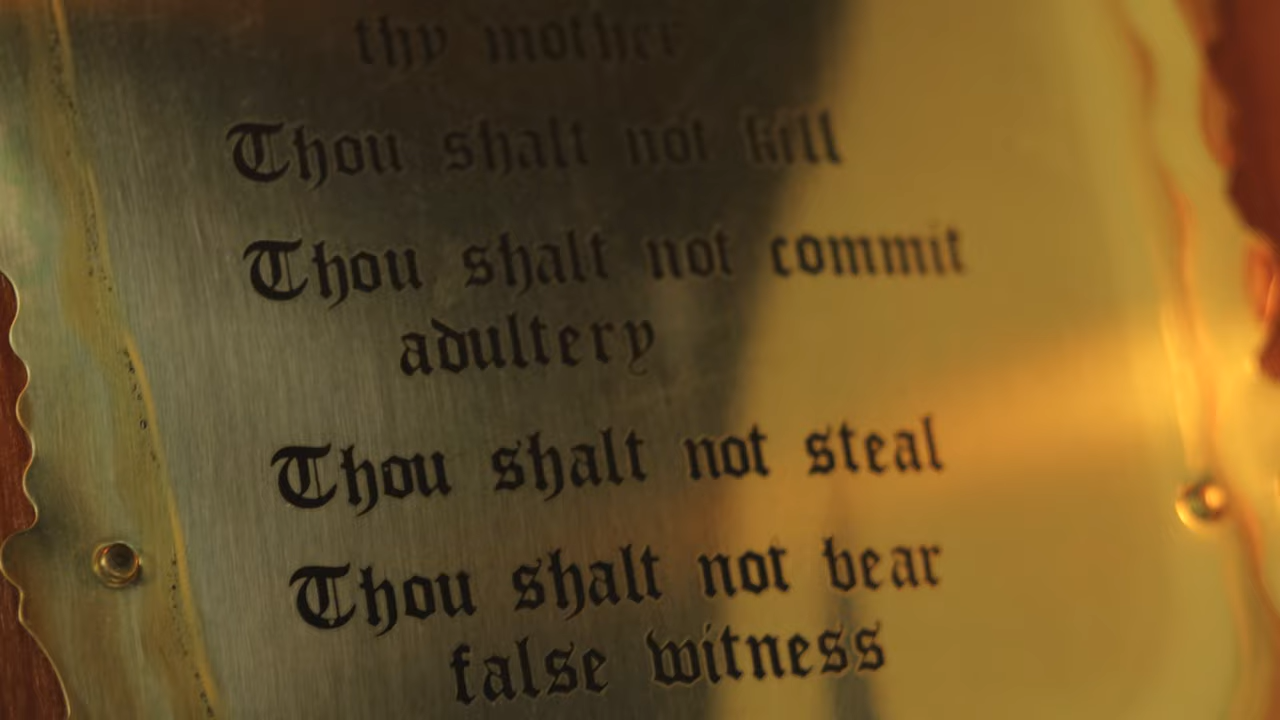 thy mother
Thou shalt not kill
Thou shalt not commit
adultery
Thou shalt not steal
Thou shalt not bear
false witness